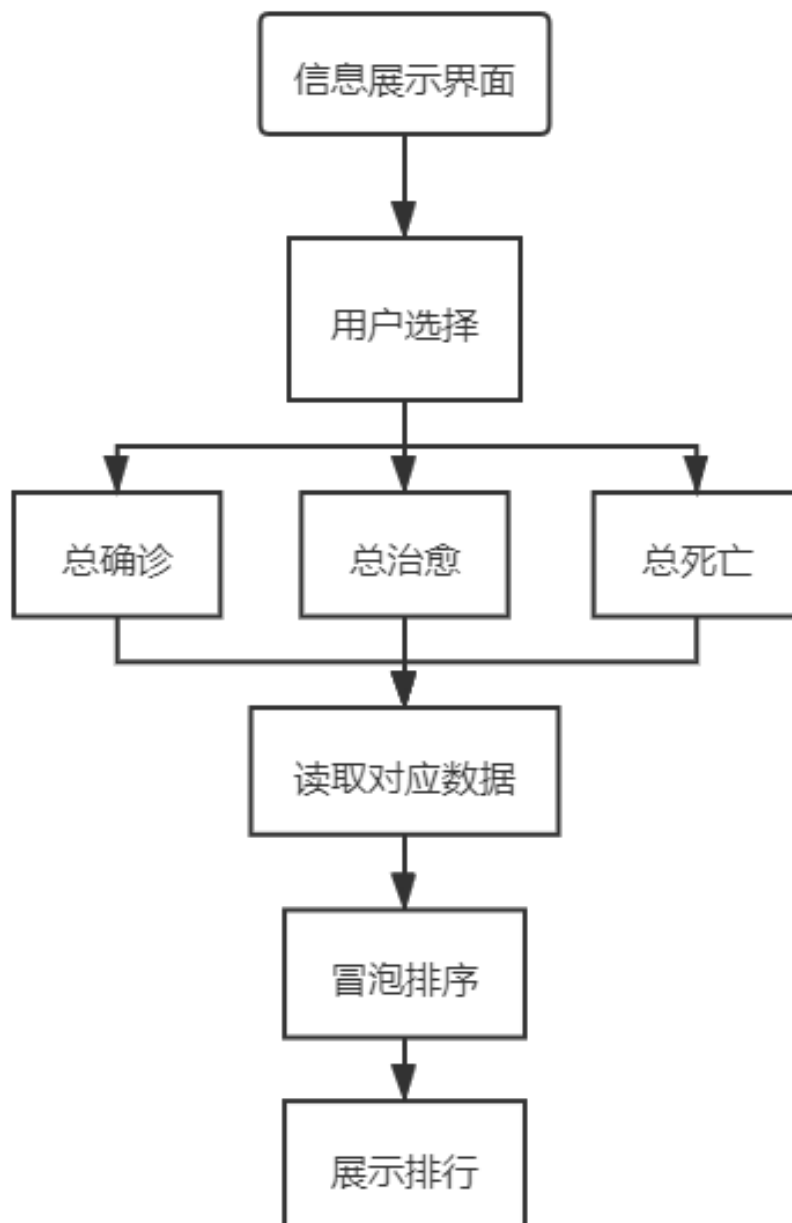 信息展示界面
用户选择
总确诊
总治愈
总死亡
读取对应数据
冒泡排序
展示排行